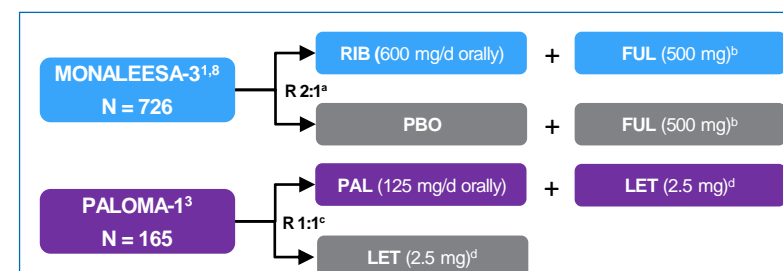 RIB (600 mg/d orally) + FUL (500 mg)ᵇ
MONALEESA-3¹,⁸
N = 726
R 2:1ᵃ
PBO + FUL (500 mg)ᵇ
PAL (125 mg/d orally) + LET (2.5 mg)ᵈ
PALOMA-1³
N = 165
R 1:1ᶜ
LET (2.5 mg)ᵈ